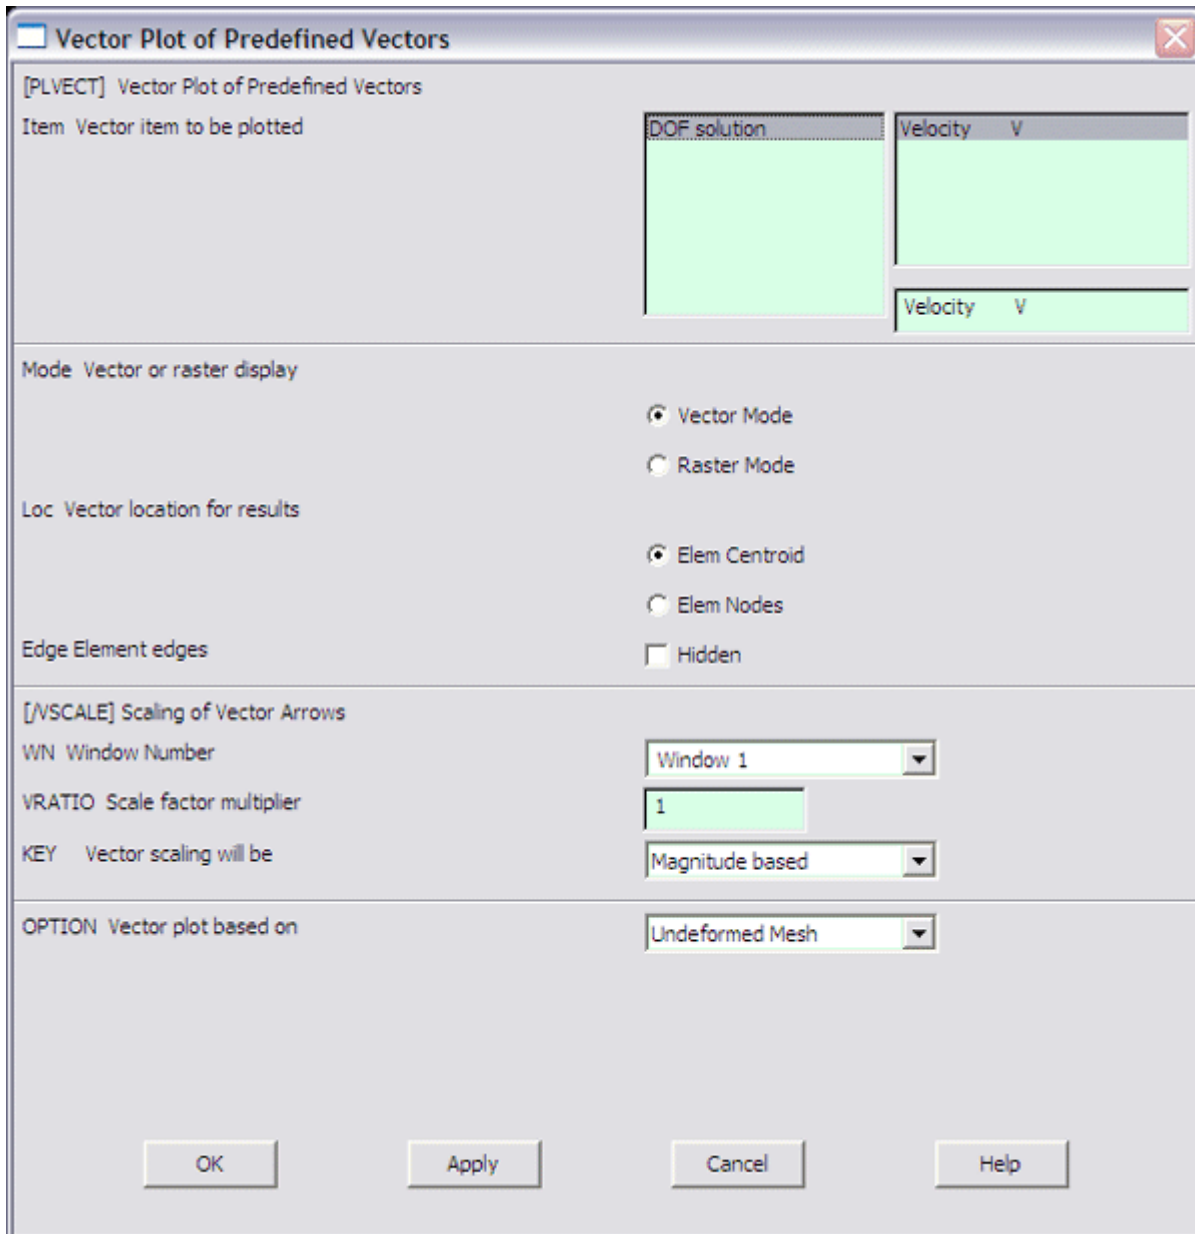 Vector Plot of Predefined Vectors
[PLVECT] Vector Plot of Predefined Vectors
Item Vector item to be plotted
DOF solution
Velocity V
Velocity V
Mode Vector or raster display
Vector Mode
Raster Mode
Loc Vector location for results
Elem Centroid
Elem Nodes
Edge Element edges
Hidden
[/VSCALE] Scaling of Vector Arrows
WN Window Number
Window 1
VRATIO Scale factor multiplier
1
KEY Vector scaling will be
Magnitude based
OPTION Vector plot based on
Undeformed Mesh
OK Apply Cancel Help